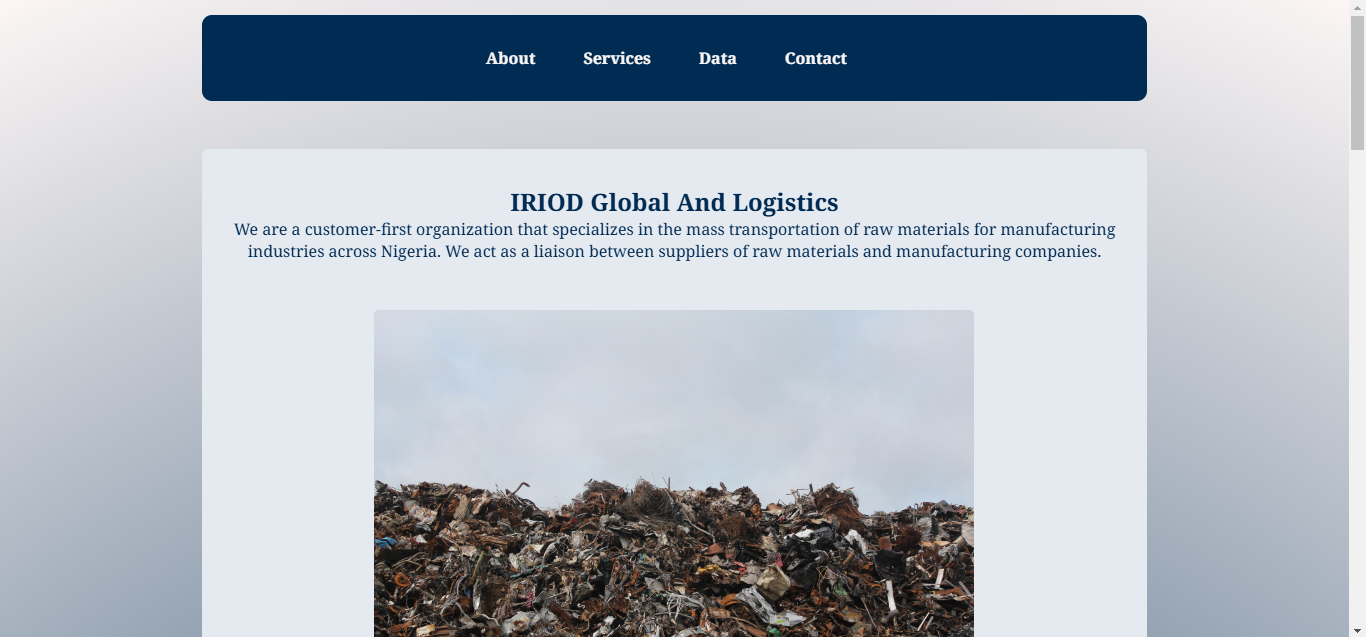 About Services Data Contact
IRIOD Global And Logistics
We are a customer-first organization that specializes in the mass transportation of raw materials for manufacturing
industries across Nigeria. We act as a liaison between suppliers of raw materials and manufacturing companies.